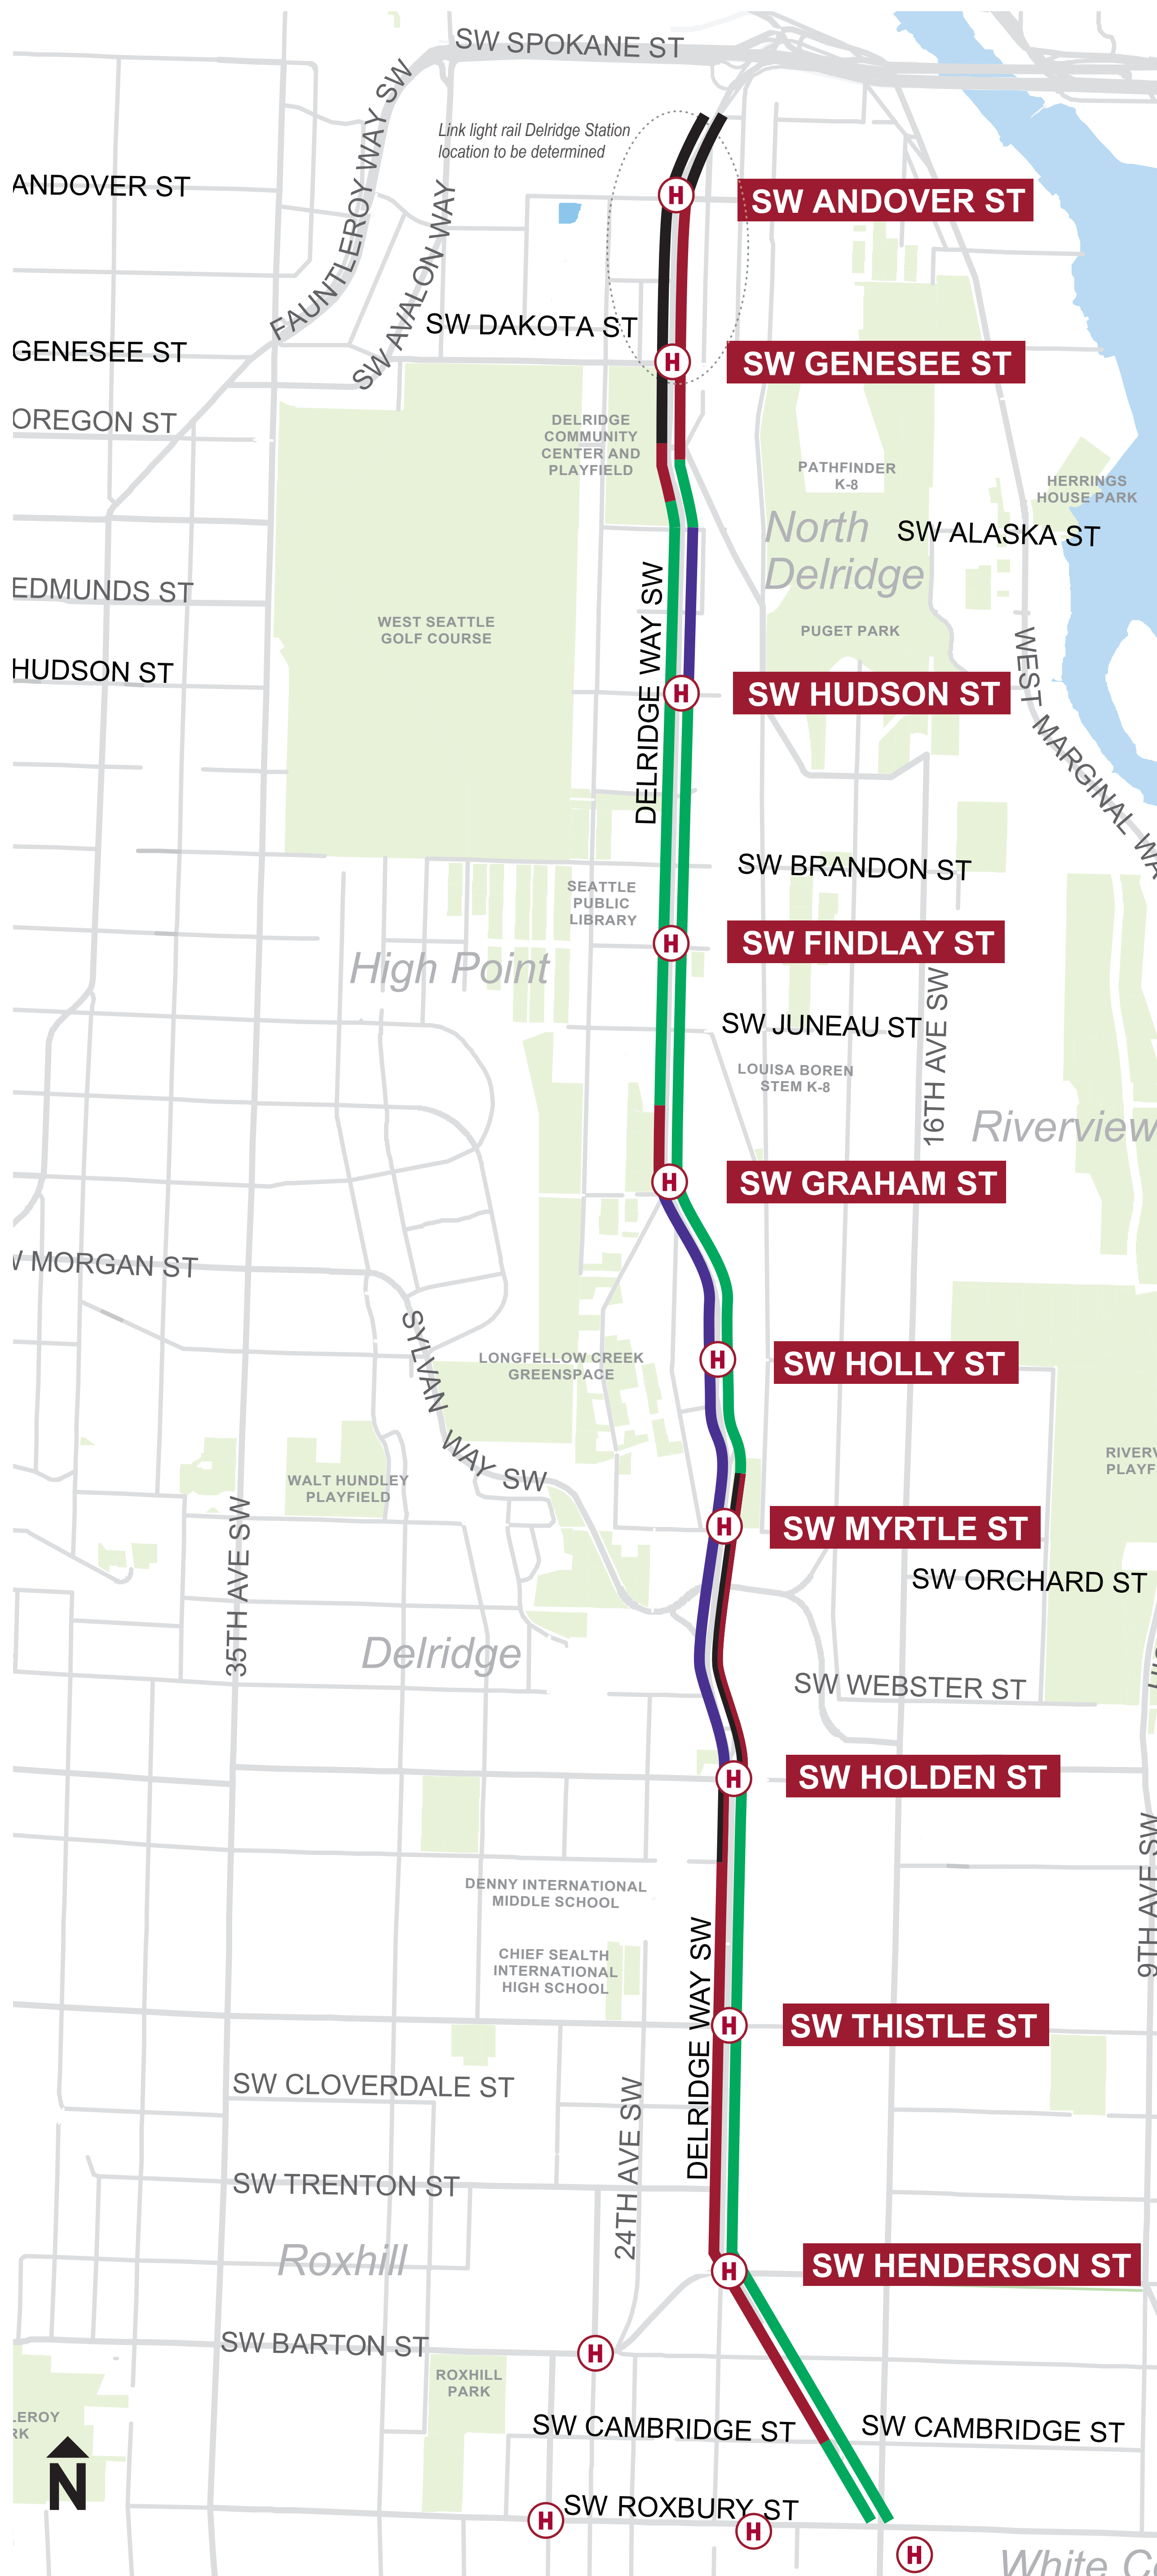 SW SPOKANE ST
FAUNTLEROY WAY SW
Link light rail Delridge Station
location to be determined
ANDOVER ST
H
SW ANDOVER ST
SW AVALON WAY
SW DAKOTA ST
GENESEE ST
H
SW GENESEE ST
OREGON ST
DELRIDGE
COMMUNITY
CENTER AND
PLAYFIELD
PATHFINDER
K-8
HERRINGS
HOUSE PARK
North
Delridge
SW ALASKA ST
EDMUNDS ST
WEST SEATTLE
GOLF COURSE
DELRIDGE WAY SW
PUGET PARK
HUDSON ST
H
SW HUDSON ST
WEST MARGINAL WA
SW BRANDON ST
SEATTLE
PUBLIC
LIBRARY
High Point
H
SW FINDLAY ST
SW JUNEAU ST
16TH AVE SW
LOUISA BOREN
STEM K-8
Riverview
H
SW GRAHAM ST
MORGAN ST
SYLVAN WAY SW
LONGFELLOW CREEK
GREENSPACE
H
SW HOLLY ST
WALT HUNDLEY
PLAYFIELD
RIVERV
PLAYF
35TH AVE SW
H
SW MYRTLE ST
SW ORCHARD ST
Delridge
SW WEBSTER ST
H
SW HOLDEN ST
9TH AVE SW
DENNY INTERNATIONAL
MIDDLE SCHOOL
CHIEF SEALTH
INTERNATIONAL
HIGH SCHOOL
DELRIDGE WAY SW
H
SW THISTLE ST
SW CLOVERDALE ST
24TH AVE SW
SW TRENTON ST
Roxhill
H
SW HENDERSON ST
SW BARTON ST
H
ROXHILL
PARK
LEROY
RK
SW CAMBRIDGE ST
SW CAMBRIDGE ST
N
H
SW ROXBURY ST
H
H
White C